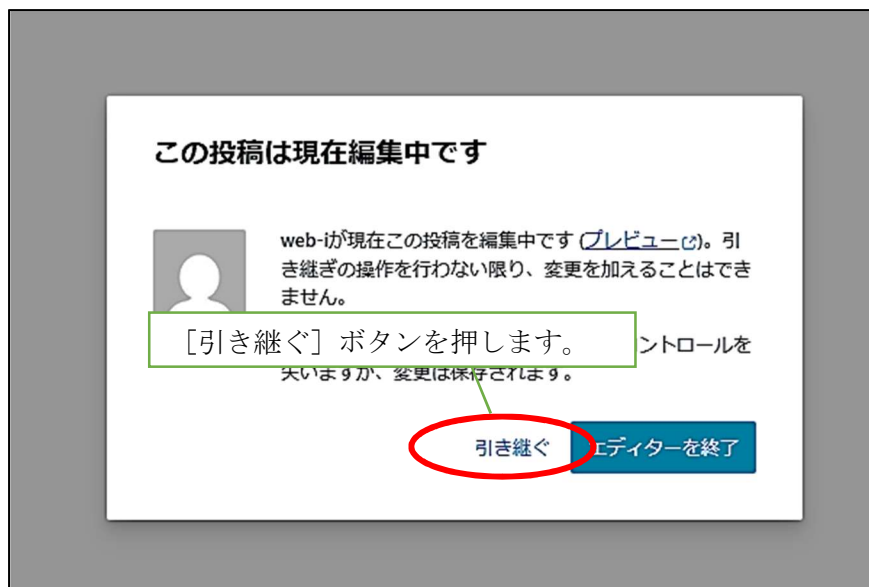 この投稿は現在編集中です
web-iが現在この投稿を編集中です (プレビュー)。引
き継ぎの操作を行わない限り、変更を加えることはでき
ません。
［引き継ぐ］ボタンを押します。
ントロールを
失いますが、変更は保存されます。
引き継ぐ
エディターを終了